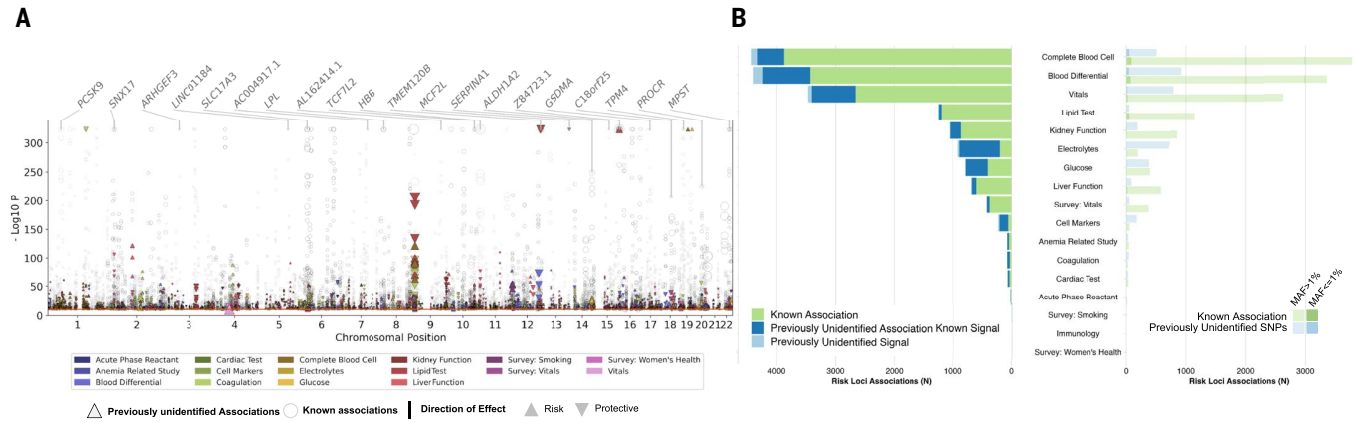 A
B
PCSK9
SNX17
ARHGEF3
LINC01184
SLC17A3
AC004917.1
LPL
AL162414.1
TCF7L2
HB6
TMEM120B
MCF2L
SERPINA1
ALDH1A2
Z84723.1
GSDMA
C18orf25
TPM4
PROCR
MPST
- Log10 P
300
250
200
150
100
50
0
1 2 3 4 5 6 7 8 9 10 11 12 13 14 15 16 17 18 19 20 21 22
Chromosomal Position
Acute Phase Reactant
Anemia Related Study
Blood Differential
Cardiac Test
Cell Markers
Coagulation
Complete Blood Cell
Electrolytes
Glucose
Kidney Function
Lipid Test
Liver Function
Survey: Smoking
Survey: Vitals
Survey: Women's Health
Vitals
Previously unidentified Associations
Known associations
Direction of Effect
Risk
Protective
Known Association
Previously Unidentified Association Known Signal
Previously Unidentified Signal
4000 3000 2000 1000 0
Risk Loci Associations (N)
Complete Blood Cell
Blood Differential
Vitals
Lipid Test
Kidney Function
Electrolytes
Glucose
Liver Function
Survey: Vitals
Cell Markers
Anemia Related Study
Coagulation
Cardiac Test
Acute Phase Reactant
Survey: Smoking
Immunology
Survey: Women's Health
MAF>1%
MAF<=1%
Known Association
Previously Unidentified SNPs
0 1000 2000 3000
Risk Loci Associations (N)